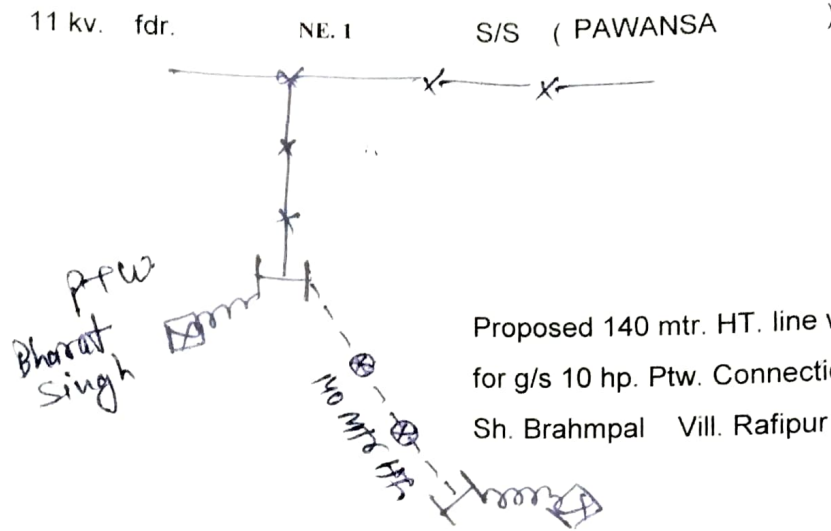 11 kv. fdr. NE. 1 S/S ( PAWANSA )
Ptw
Bharat
Singh
140 Mtr HT.
Proposed 140 mtr. HT. line
for g/s 10 hp. Ptw.
Sh. Brahmpal Vill. Rafipur